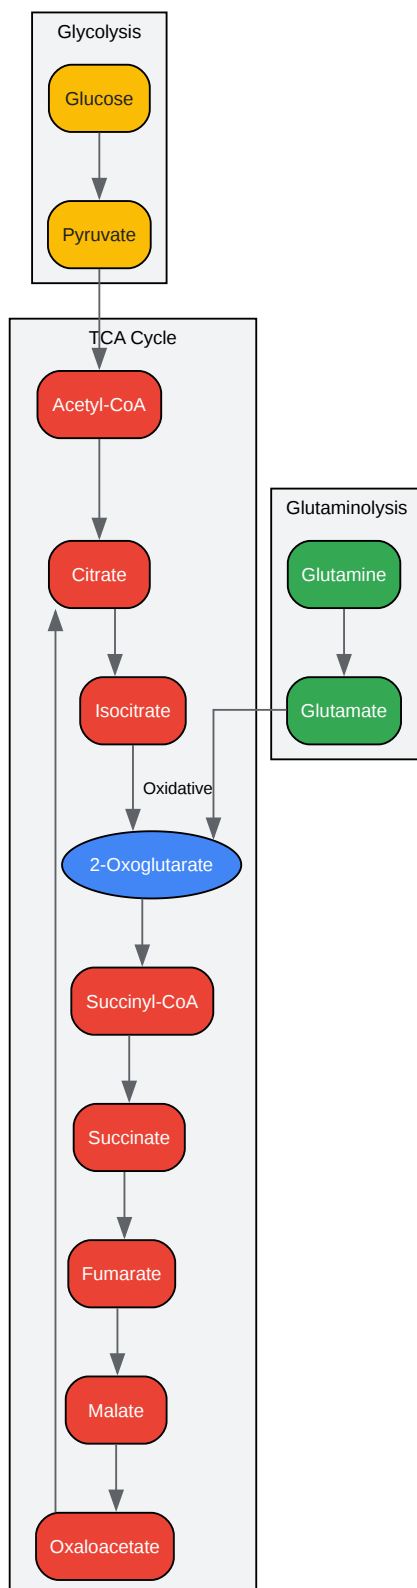 Glycolysis
Glucose
Pyruvate
TCA Cycle
Acetyl-CoA
Citrate
Isocitrate
Oxidative
2-Oxoglutarate
Succinyl-CoA
Succinate
Fumarate
Malate
Oxaloacetate
Glutaminolysis
Glutamine
Glutamate